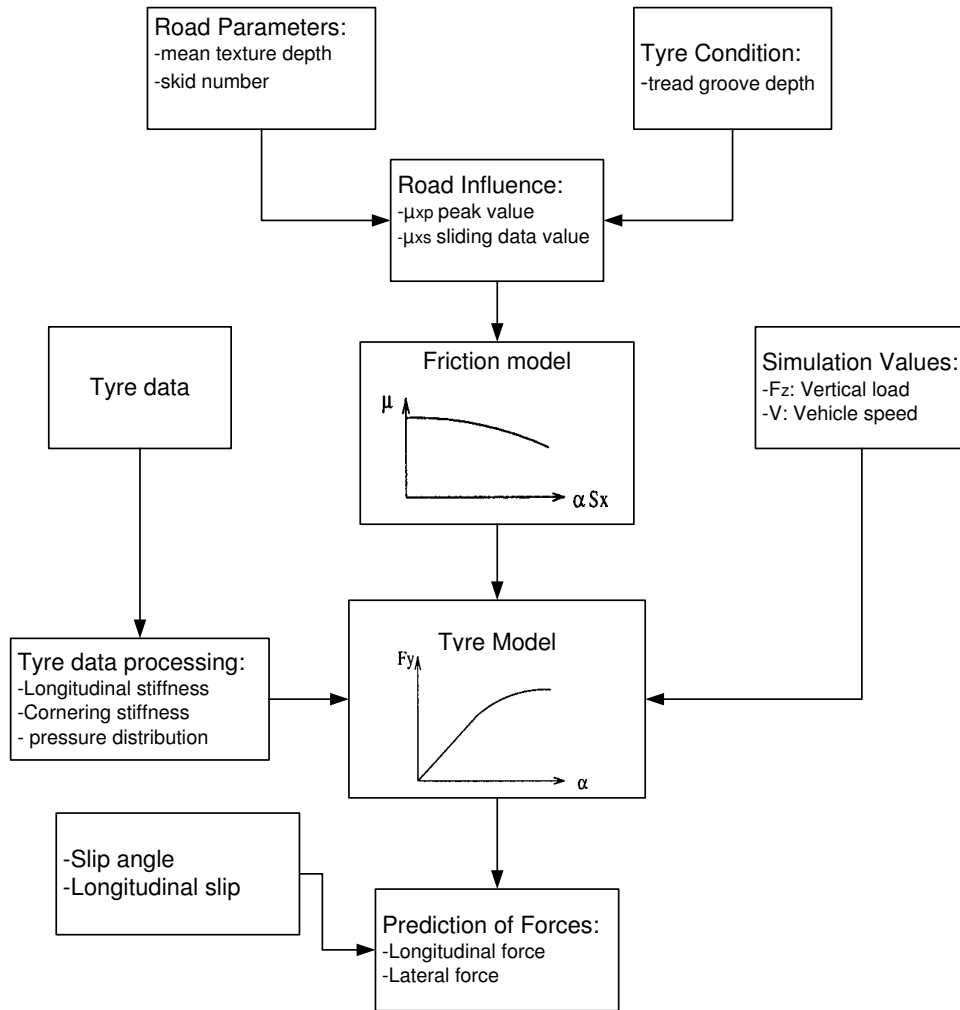 Road Parameters:
-mean texture depth
-skid number
Tyre Condition:
-tread groove depth
Road Influence:
-μxp peak value
-μxs sliding data value
Tyre data
Friction model
μ
α Sx
Simulation Values:
-Fz: Vertical load
-V: Vehicle speed
Tyre data processing:
-Longitudinal stiffness
-Cornering stiffness
- pressure distribution
Tyre Model
Fy
α
-Slip angle
-Longitudinal slip
Prediction of Forces:
-Longitudinal force
-Lateral force